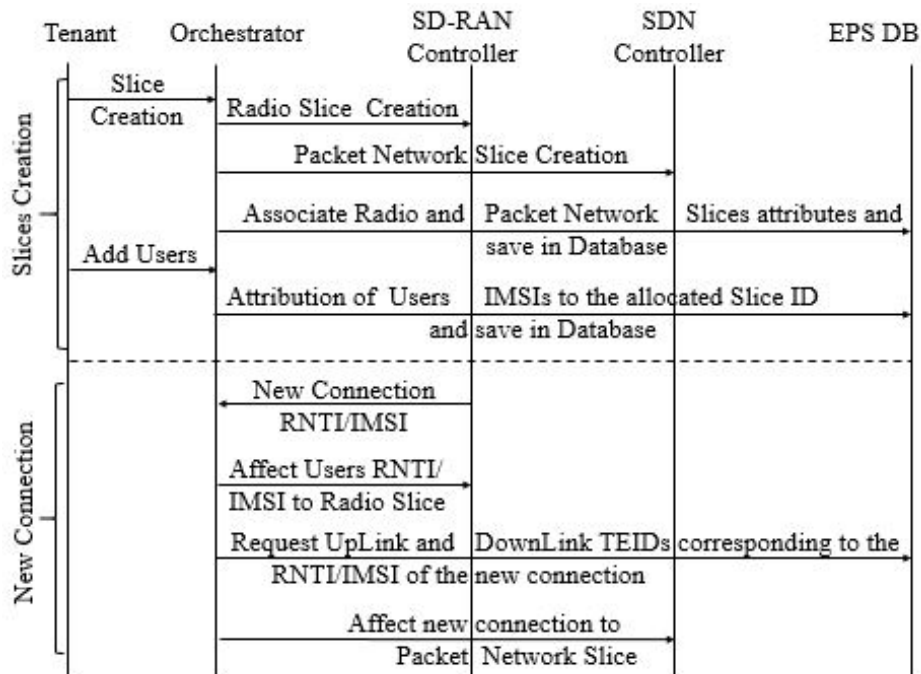 Tenant
Orchestrator
SD-RAN
Controller
SDN
Controller
EPS DB
Slices Creation
Slice
Creation
Radio Slice Creation
Packet Network Slice Creation
Associate Radio and Packet Network Slices attributes and
save in Database
Add Users
Attribution of Users IMSIs to the allocated Slice ID
and save in Database
New Connection
New Connection
RNTI/IMSI
Affect Users RNTI/
IMSI to Radio Slice
Request UpLink and DownLink TEIDs corresponding to the
RNTI/IMSI of the new connection
Affect new connection to
Packet Network Slice